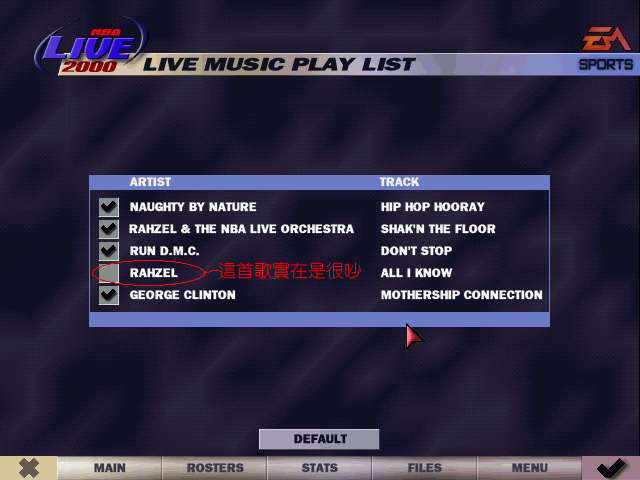 NBA
LIVE
2000
LIVE MUSIC PLAY LIST
EA
SPORTS
ARTIST TRACK
NAUGHTY BY NATURE HIP HOP HOORAY
RAHZEL & THE NBA LIVE ORCHESTRA SHAK'N THE FLOOR
RUN D.M.C. DON'T STOP
RAHZEL 這首歌實在是很吵 ALL I KNOW
GEORGE CLINTON MOTHERSHIP CONNECTION
DEFAULT
MAIN ROSTERS STATS FILES MENU